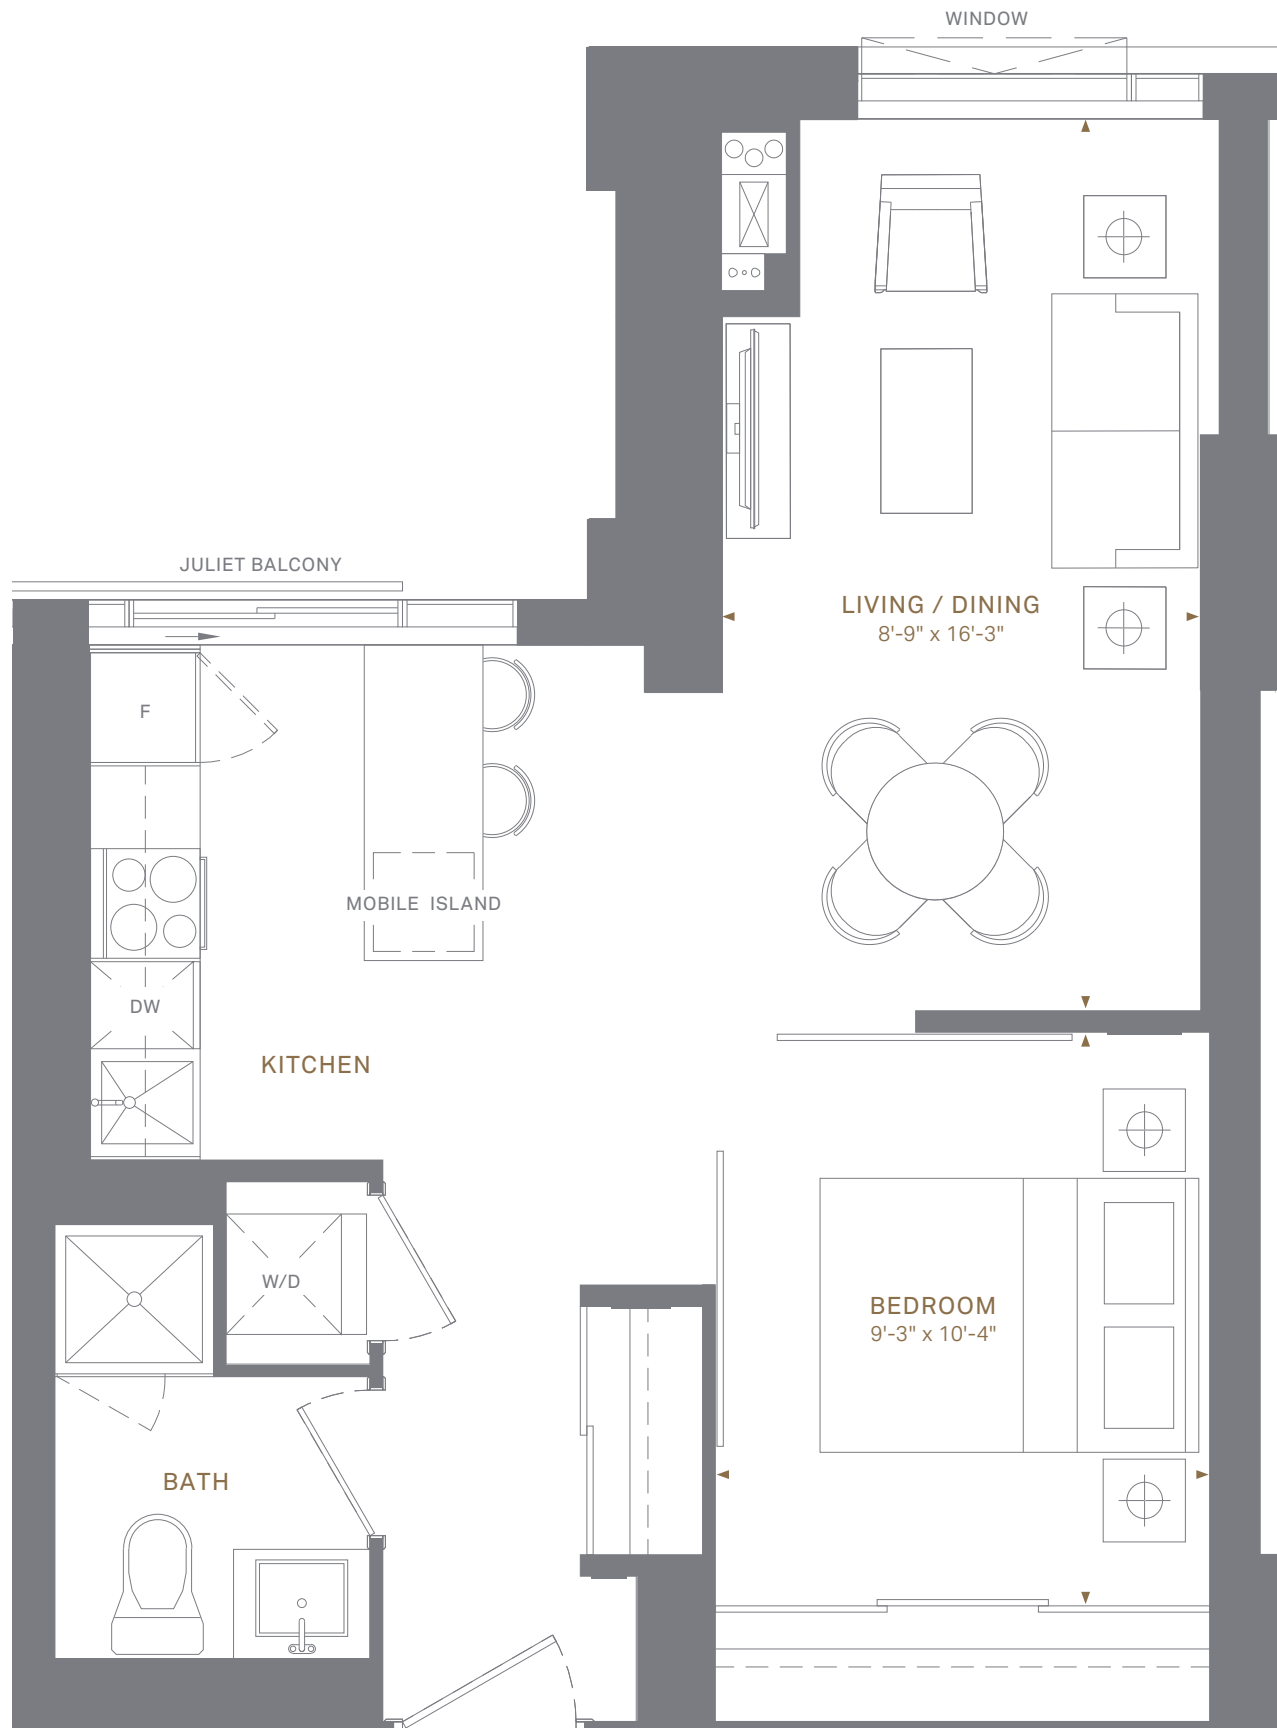 WINDOW
JULIET BALCONY
LIVING / DINING
8'-9" x 16'-3"
F
MOBILE ISLAND
DW
KITCHEN
W/D
BEDROOM
9'-3" x 10'-4"
BATH